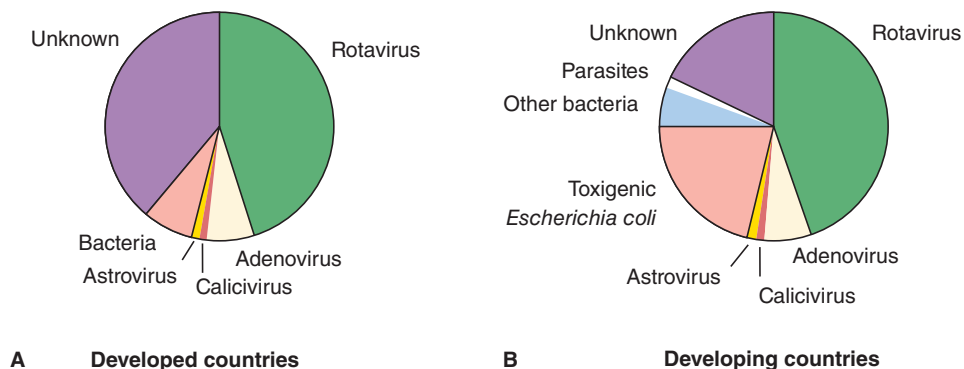 Unknown
Rotavirus
Bacteria
Astrovirus
Calicivirus
Adenovirus
A Developed countries
Unknown
Rotavirus
Parasites
Other bacteria
Toxigenic
Escherichia coli
Astrovirus
Calicivirus
Adenovirus
B Developing countries